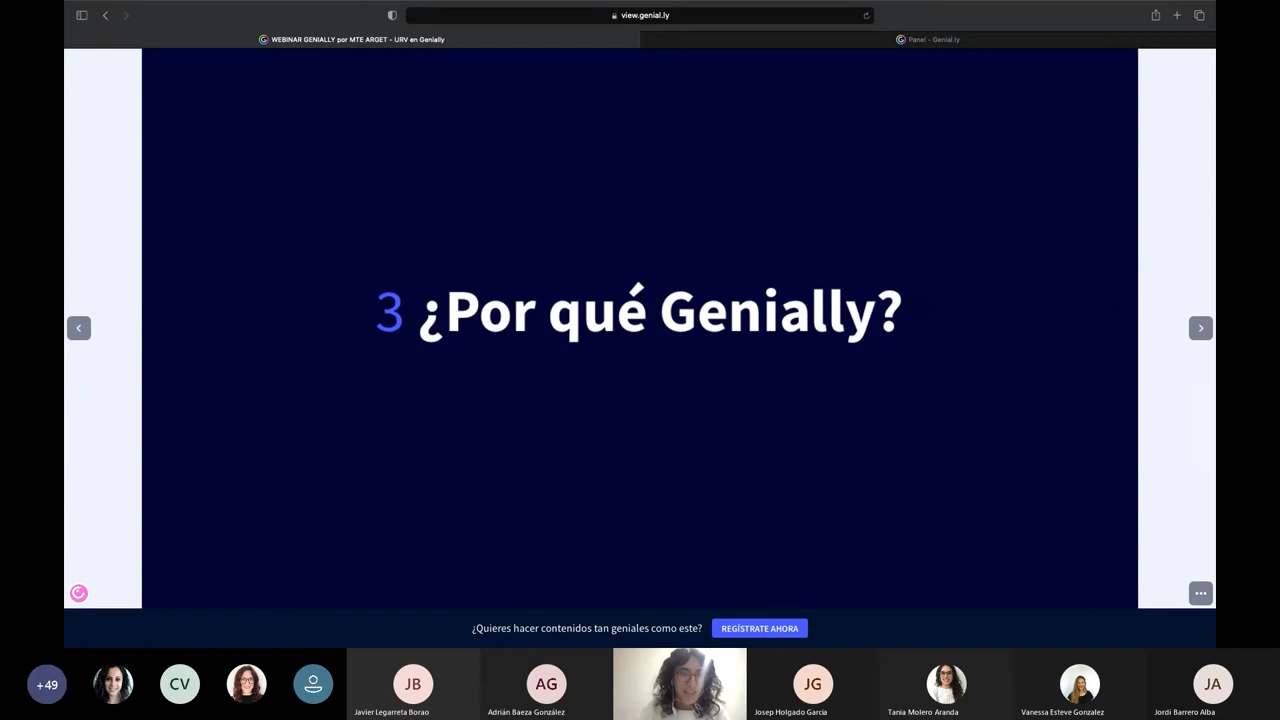 view.genial.ly
WEBINAR GENIALLY por MTE ARGET - URV en Genially
Panel - Genial.ly
3 ¿Por qué Genially?
¿Quieres hacer contenidos tan geniales como este?
REGÍSTRATE AHORA
+49
CV
JB
AG
JG
JA
Javier Legarreta Borao
Adrián Baeza González
Josep Holgado Garcia
Tania Molero Aranda
Vanessa Esteve Gonzalez
Jordi Barrero Alba